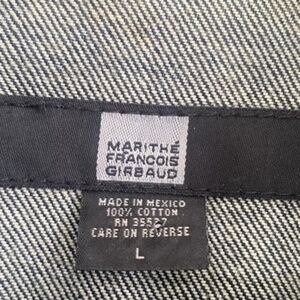 MARITHÉ
FRANCOIS
GIRBAUD
MADE IN MEXICO
100% COTTON
RN 35527
CARE ON REVERSE
L